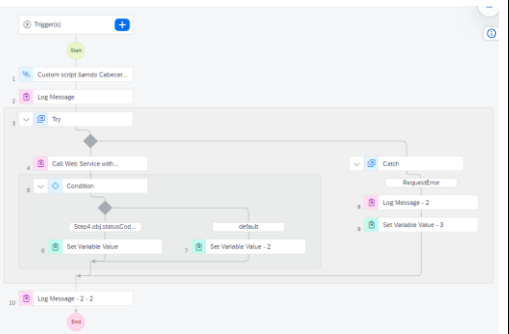 Trigger(s)
Start
1 Custom script llamdo Cabecer...
2 Log Message
3 Try
4 Call Web Service with...
Catch
5 Condition
RequestError
8 Log Message - 2
Step4.obj.statusCod...
default
9 Set Variable Value - 3
6 Set Variable Value
7 Set Variable Value - 2
10 Log Message - 2 - 2
End